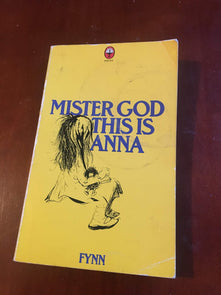 MISTER GOD
THIS IS
ANNA
FYNN